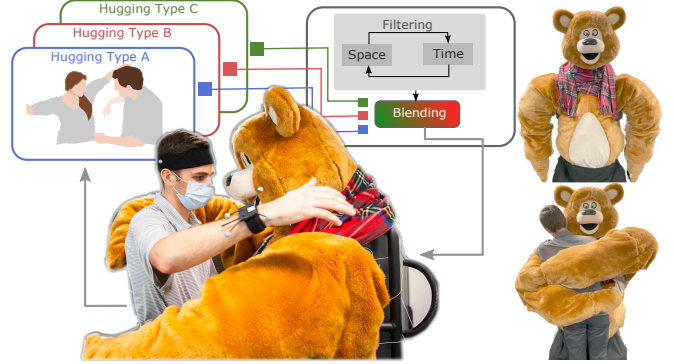 Hugging Type C
Hugging Type B
Hugging Type A
Filtering
Space
Time
Blending